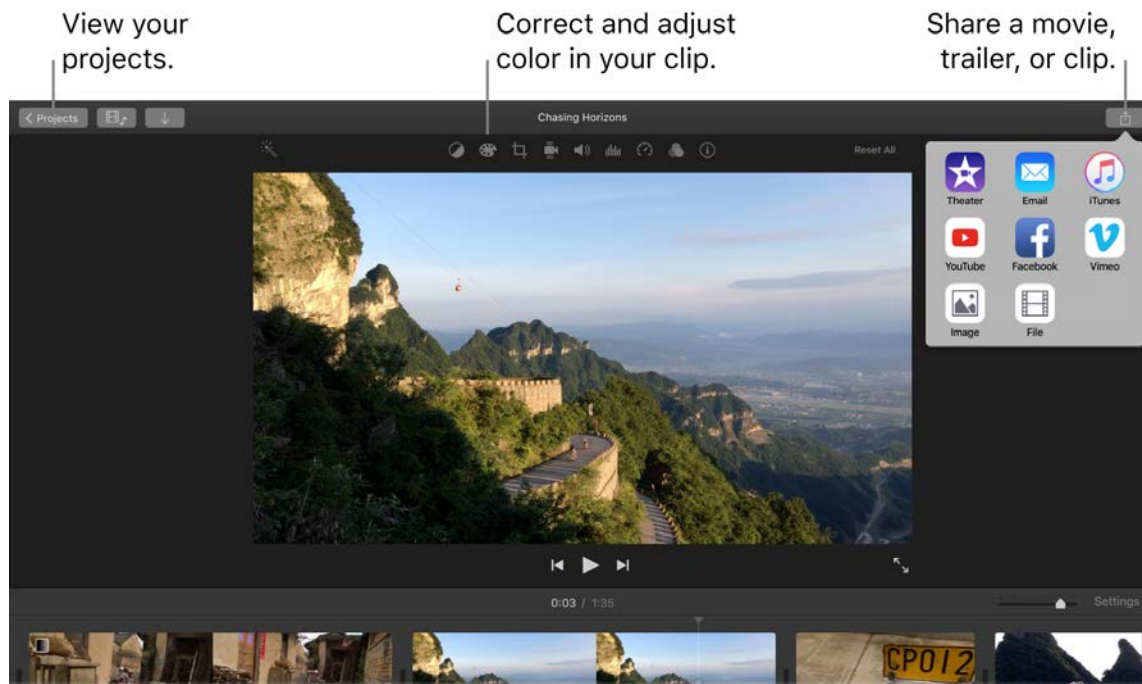 View your
projects.
Correct and adjust
color in your clip.
Share a movie,
trailer, or clip.
Projects
Chasing Horizons
Reset All
Theater
Email
iTunes
YouTube
Facebook
Vimeo
Image
File
0:03 / 1:35
Settings
CP012